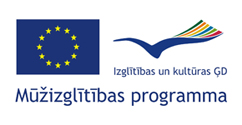 Izglītības un kultūras ĢD
Mūžizglītības programma